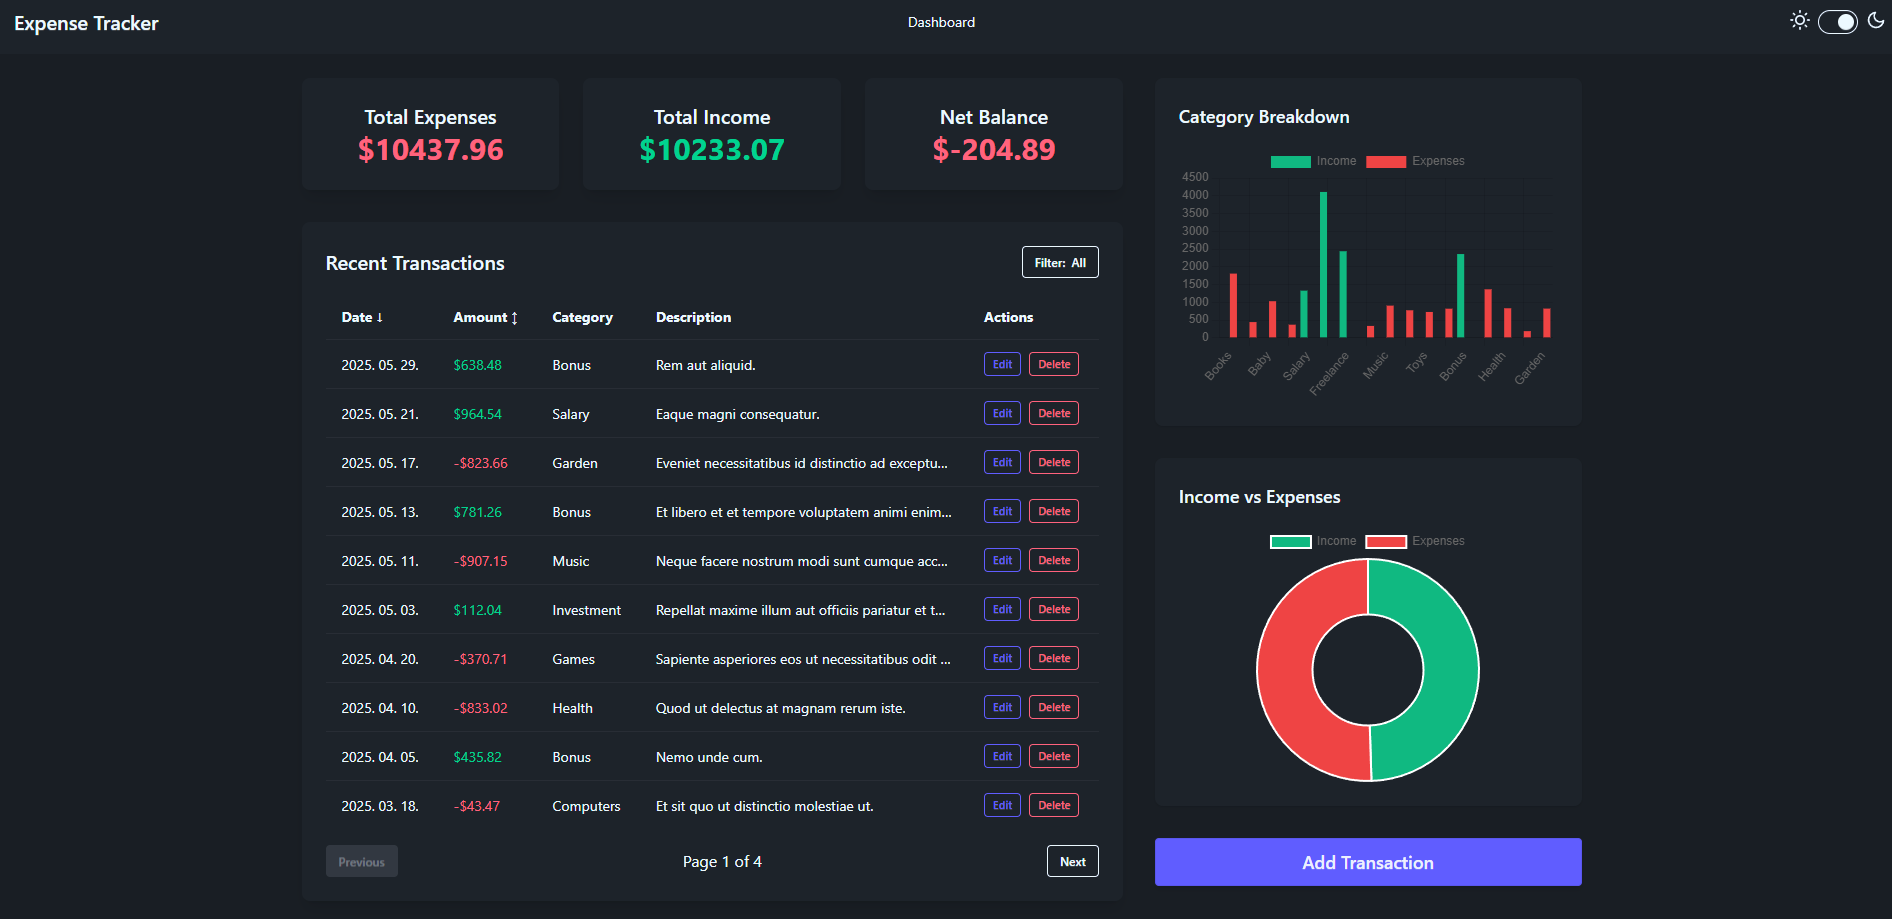 Expense Tracker
Dashboard
Total Expenses
$10437.96
Total Income
$10233.07
Net Balance
$-204.89
Recent Transactions
Filter: All
Date ↓ Amount ↕ Category Description Actions
2025. 05. 29. $638.48 Bonus Rem aut aliquid. Edit Delete
2025. 05. 21. $964.54 Salary Eaque magni consequatur. Edit Delete
2025. 05. 17. -$823.66 Garden Eveniet necessitatibus id distinctio ad exceptu... Edit Delete
2025. 05. 13. $781.26 Bonus Et libero et et tempore voluptatem animi enim... Edit Delete
2025. 05. 11. -$907.15 Music Neque facere nostrum modi sunt cumque acc... Edit Delete
2025. 05. 03. $112.04 Investment Repellat maxime illum aut officiis pariatur et t... Edit Delete
2025. 04. 20. -$370.71 Games Sapiente asperiores eos ut necessitatibus odit ... Edit Delete
2025. 04. 10. -$833.02 Health Quod ut delectus at magnam rerum iste. Edit Delete
2025. 04. 05. $435.82 Bonus Nemo unde cum. Edit Delete
2025. 03. 18. -$43.47 Computers Et sit quo ut distinctio molestiae ut. Edit Delete
Previous Page 1 of 4 Next
Category Breakdown
Income Expenses
4500
4000
3500
3000
2500
2000
1500
1000
500
0
Books Baby Salary Freelance Music Toys Bonus Health Garden
Income vs Expenses
Income Expenses
Add Transaction